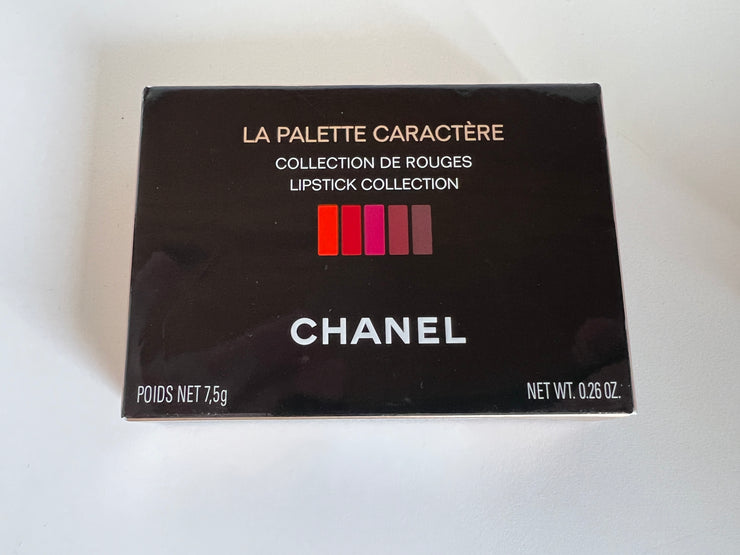 LA PALETTE CARACTÈRE
COLLECTION DE ROUGES
LIPSTICK COLLECTION
CHANEL
POIDS NET 7,5g
NET WT. 0.26 OZ.